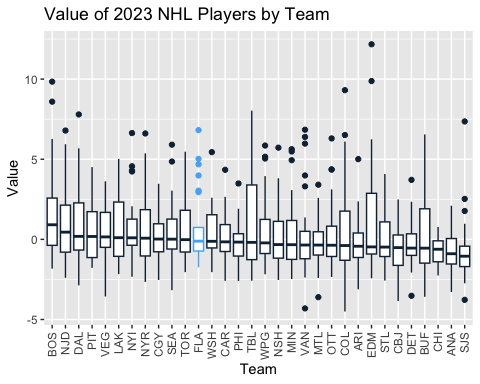 Value of 2023 NHL Players by Team
Value
10
5
0
-5
BOS NJD DAL PIT VEG LAK NYI NYR CGY SEA TOR FLA WSH CAR PHI TBL WPG NSH MIN VAN MTL OTT COL ARI EDM STL CBJ DET BUF CHI ANA SJS
Team